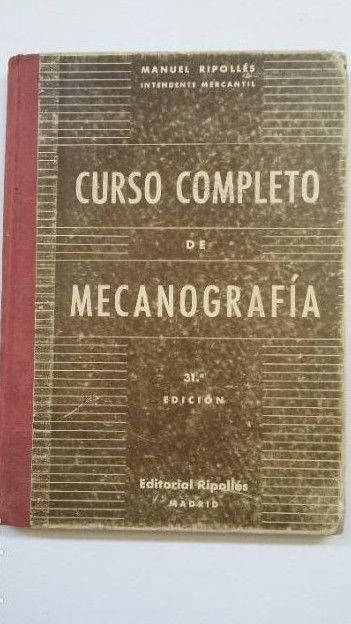 MANUEL RIPOLLÉS
INTENDENTE MERCANTIL
CURSO COMPLETO
DE
MECANOGRAFÍA
31.ª
EDICIÓN
Editorial Ripollés
MADRID